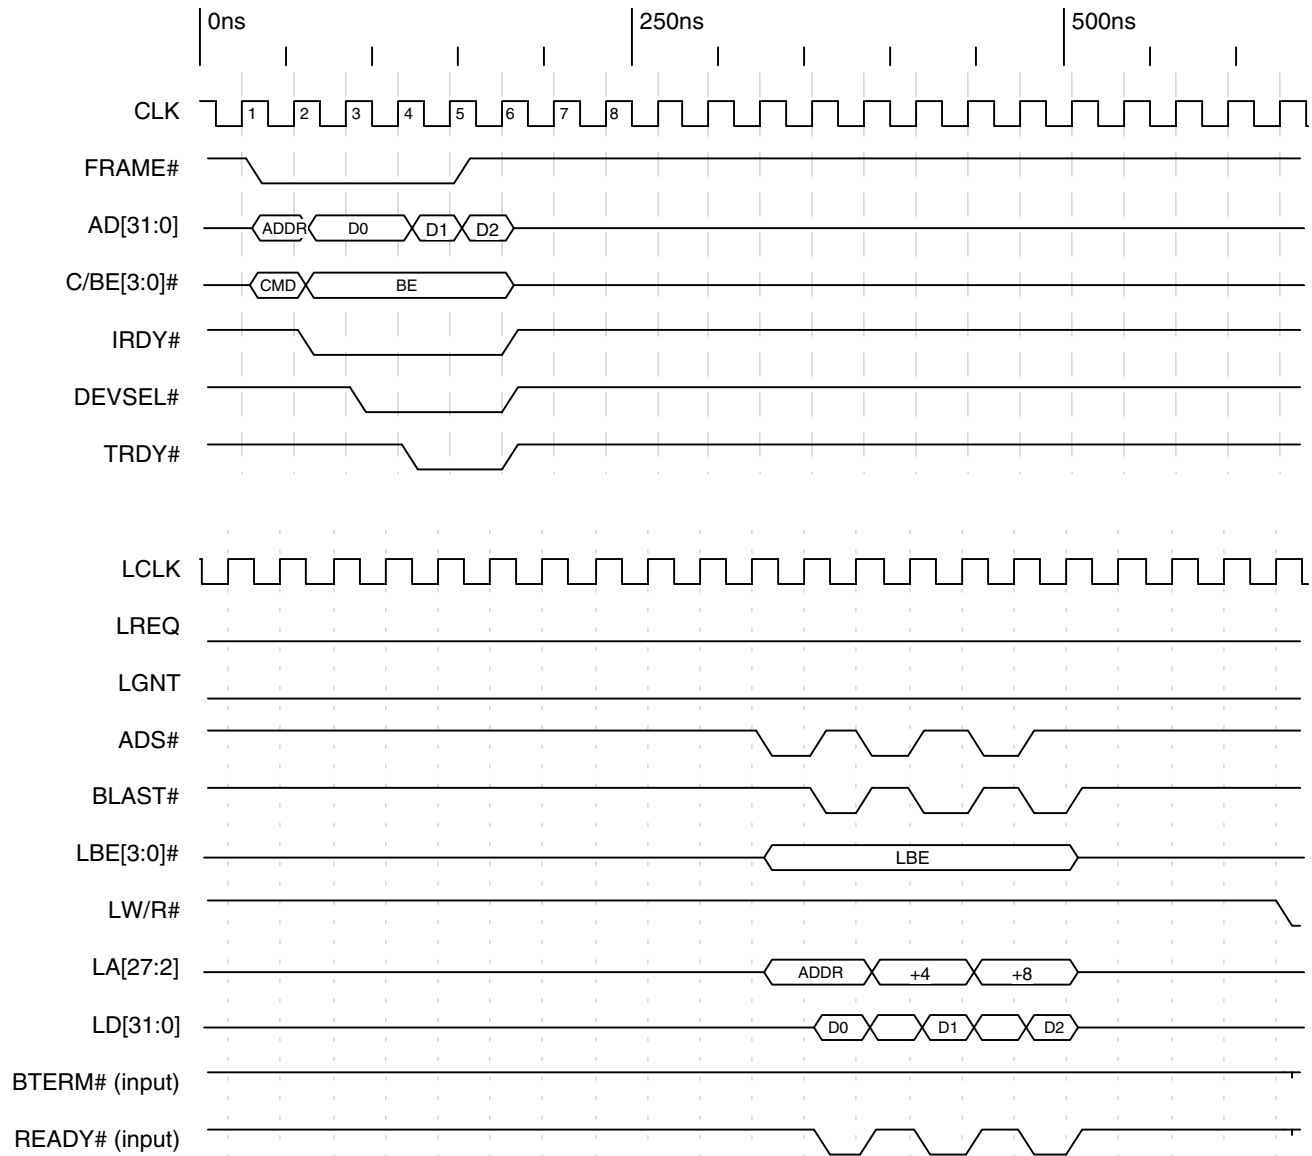 0ns 250ns 500ns
CLK 1 2 3 4 5 6 7 8
FRAME#
AD[31:0] ADDR D0 D1 D2
C/BE[3:0]# CMD BE
IRDY#
DEVSEL#
TRDY#
LCLK
LREQ
LGNT
ADS#
BLAST#
LBE[3:0]# LBE
LW/R#
LA[27:2] ADDR +4 +8
LD[31:0] D0 D1 D2
BTERM# (input)
READY# (input)